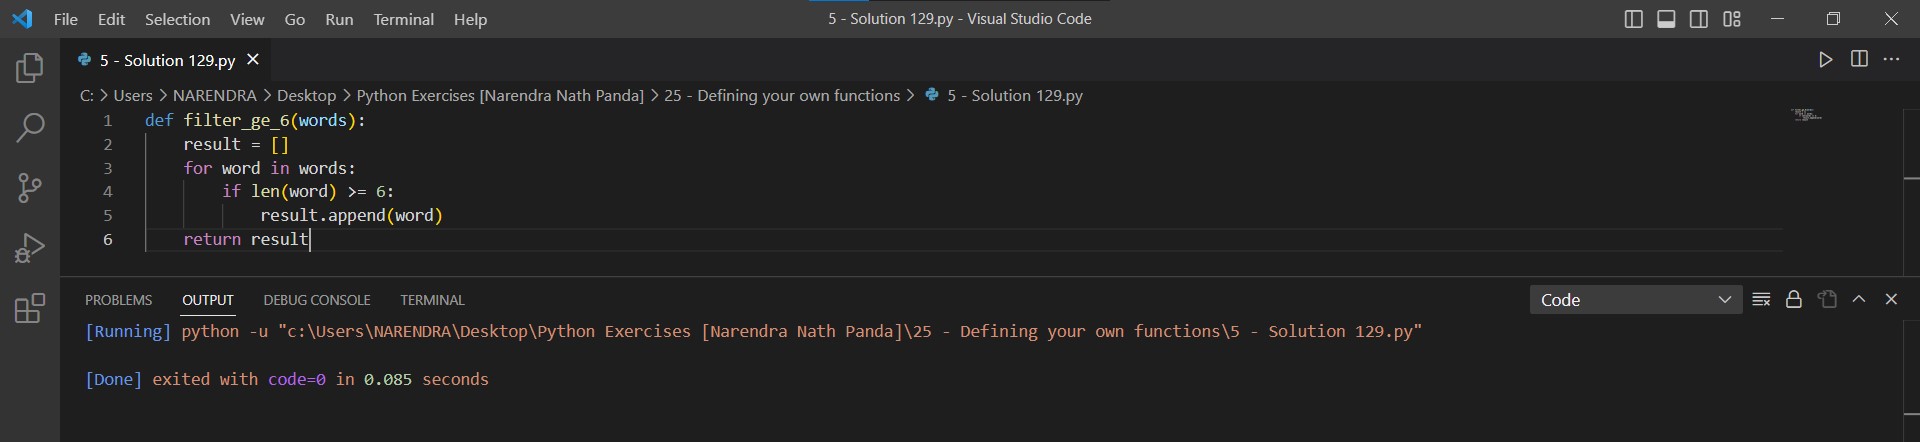 File Edit Selection View Go Run Terminal Help 5 - Solution 129.py - Visual Studio Code
5 - Solution 129.py
C: > Users > NARENDRA > Desktop > Python Exercises [Narendra Nath Panda] > 25 - Defining your own functions > 5 - Solution 129.py
1 def filter_ge_6(words):
2     result = []
3     for word in words:
4         if len(word) >= 6:
5             result.append(word)
6     return result
PROBLEMS OUTPUT DEBUG CONSOLE TERMINAL Code
[Running] python -u "c:\Users\NARENDRA\Desktop\Python Exercises [Narendra Nath Panda]\25 - Defining your own functions\5 - Solution 129.py"
[Done] exited with code=0 in 0.085 seconds